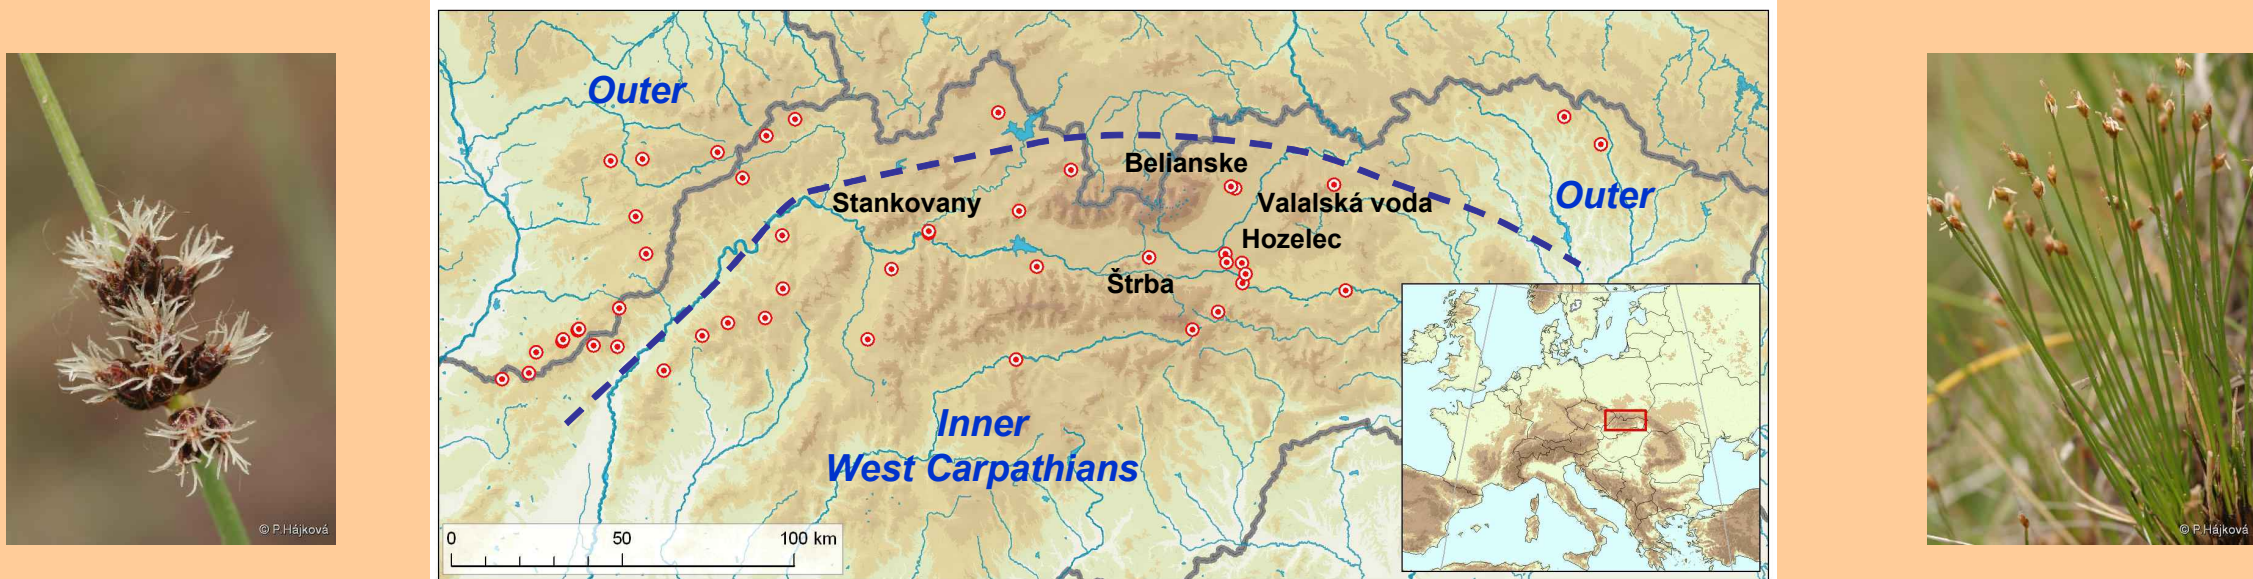 Outer
Belianske
Stankovany
Valalská voda
Outer
Hozelec
Štrba
Inner
West Carpathians
0 50 100 km
© P.Hájková
© P.Hájková